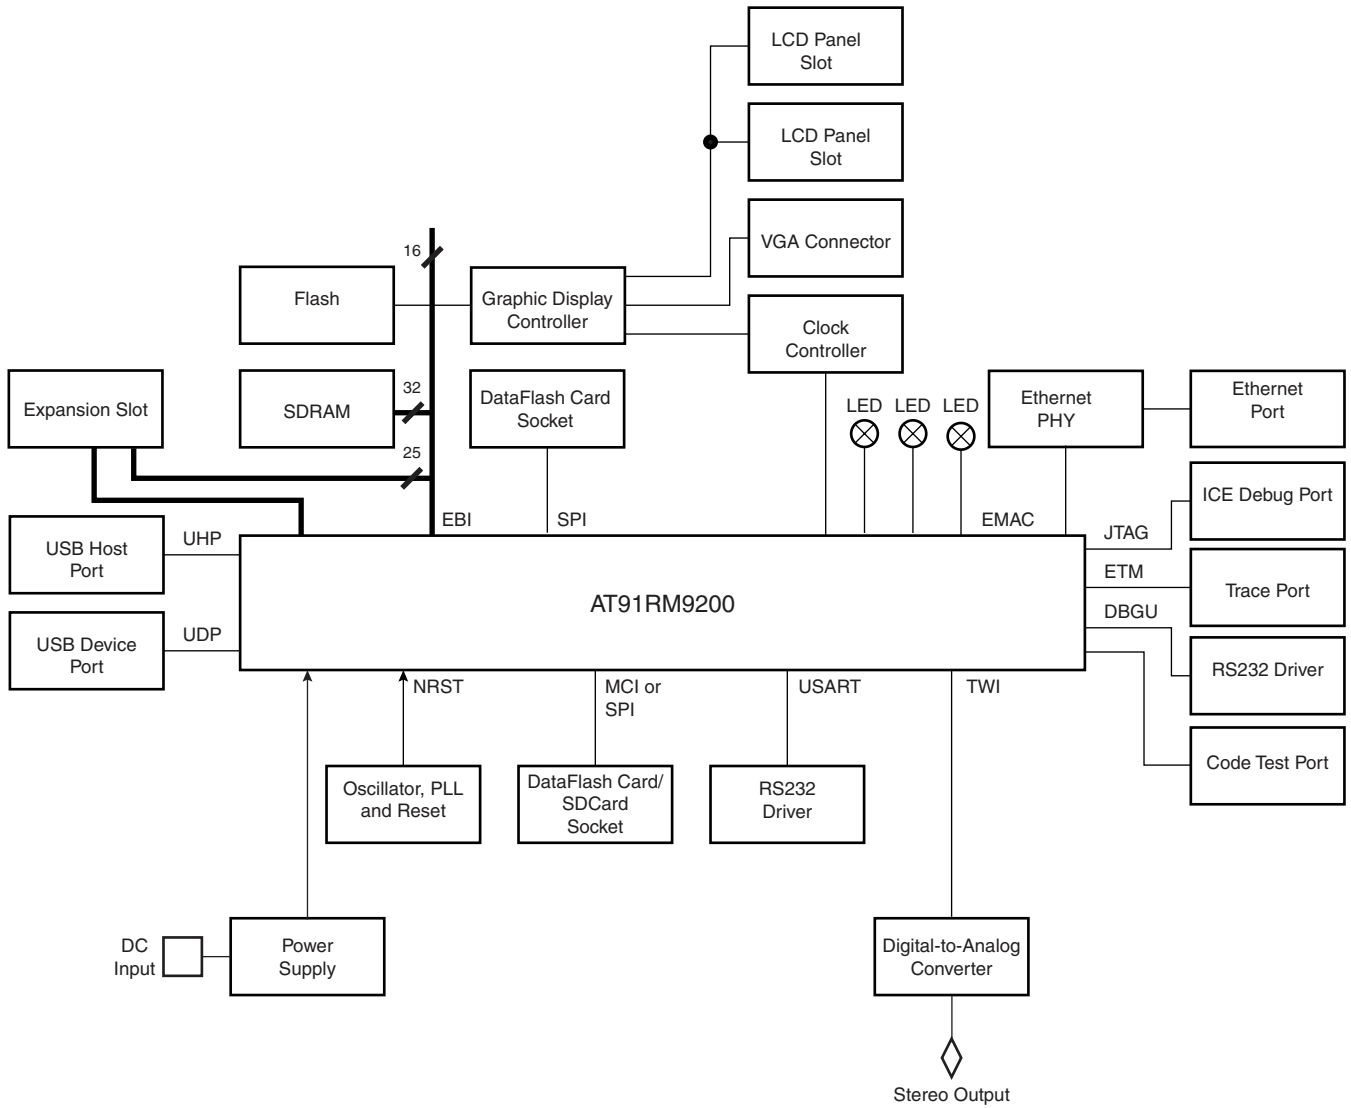 LCD Panel
Slot
LCD Panel
Slot
VGA Connector
16
Flash
Graphic Display
Controller
Clock
Controller
Expansion Slot
SDRAM
32
25
DataFlash Card
Socket
LED
LED
LED
Ethernet
PHY
Ethernet
Port
EBI
SPI
EMAC
ICE Debug Port
JTAG
USB Host
Port
UHP
AT91RM9200
ETM
Trace Port
DBGU
USB Device
Port
UDP
RS232 Driver
NRST
MCI or
SPI
USART
TWI
Code Test Port
Oscillator, PLL
and Reset
DataFlash Card/
SDCard
Socket
RS232
Driver
DC
Input
Power
Supply
Digital-to-Analog
Converter
Stereo Output